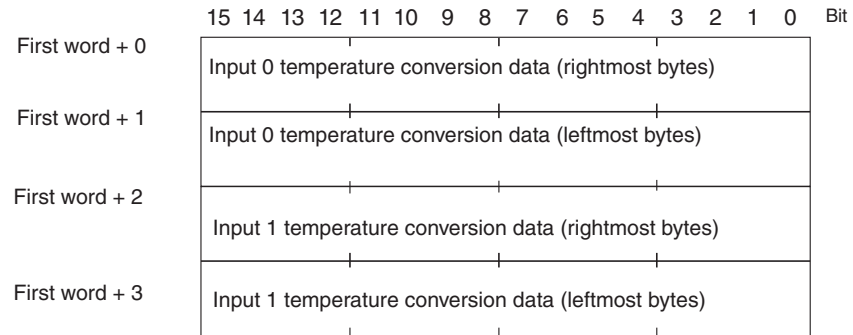 15 14 13 12 11 10 9 8 7 6 5 4 3 2 1 0 Bit
First word + 0
Input 0 temperature conversion data (rightmost bytes)
First word + 1
Input 0 temperature conversion data (leftmost bytes)
First word + 2
Input 1 temperature conversion data (rightmost bytes)
First word + 3
Input 1 temperature conversion data (leftmost bytes)